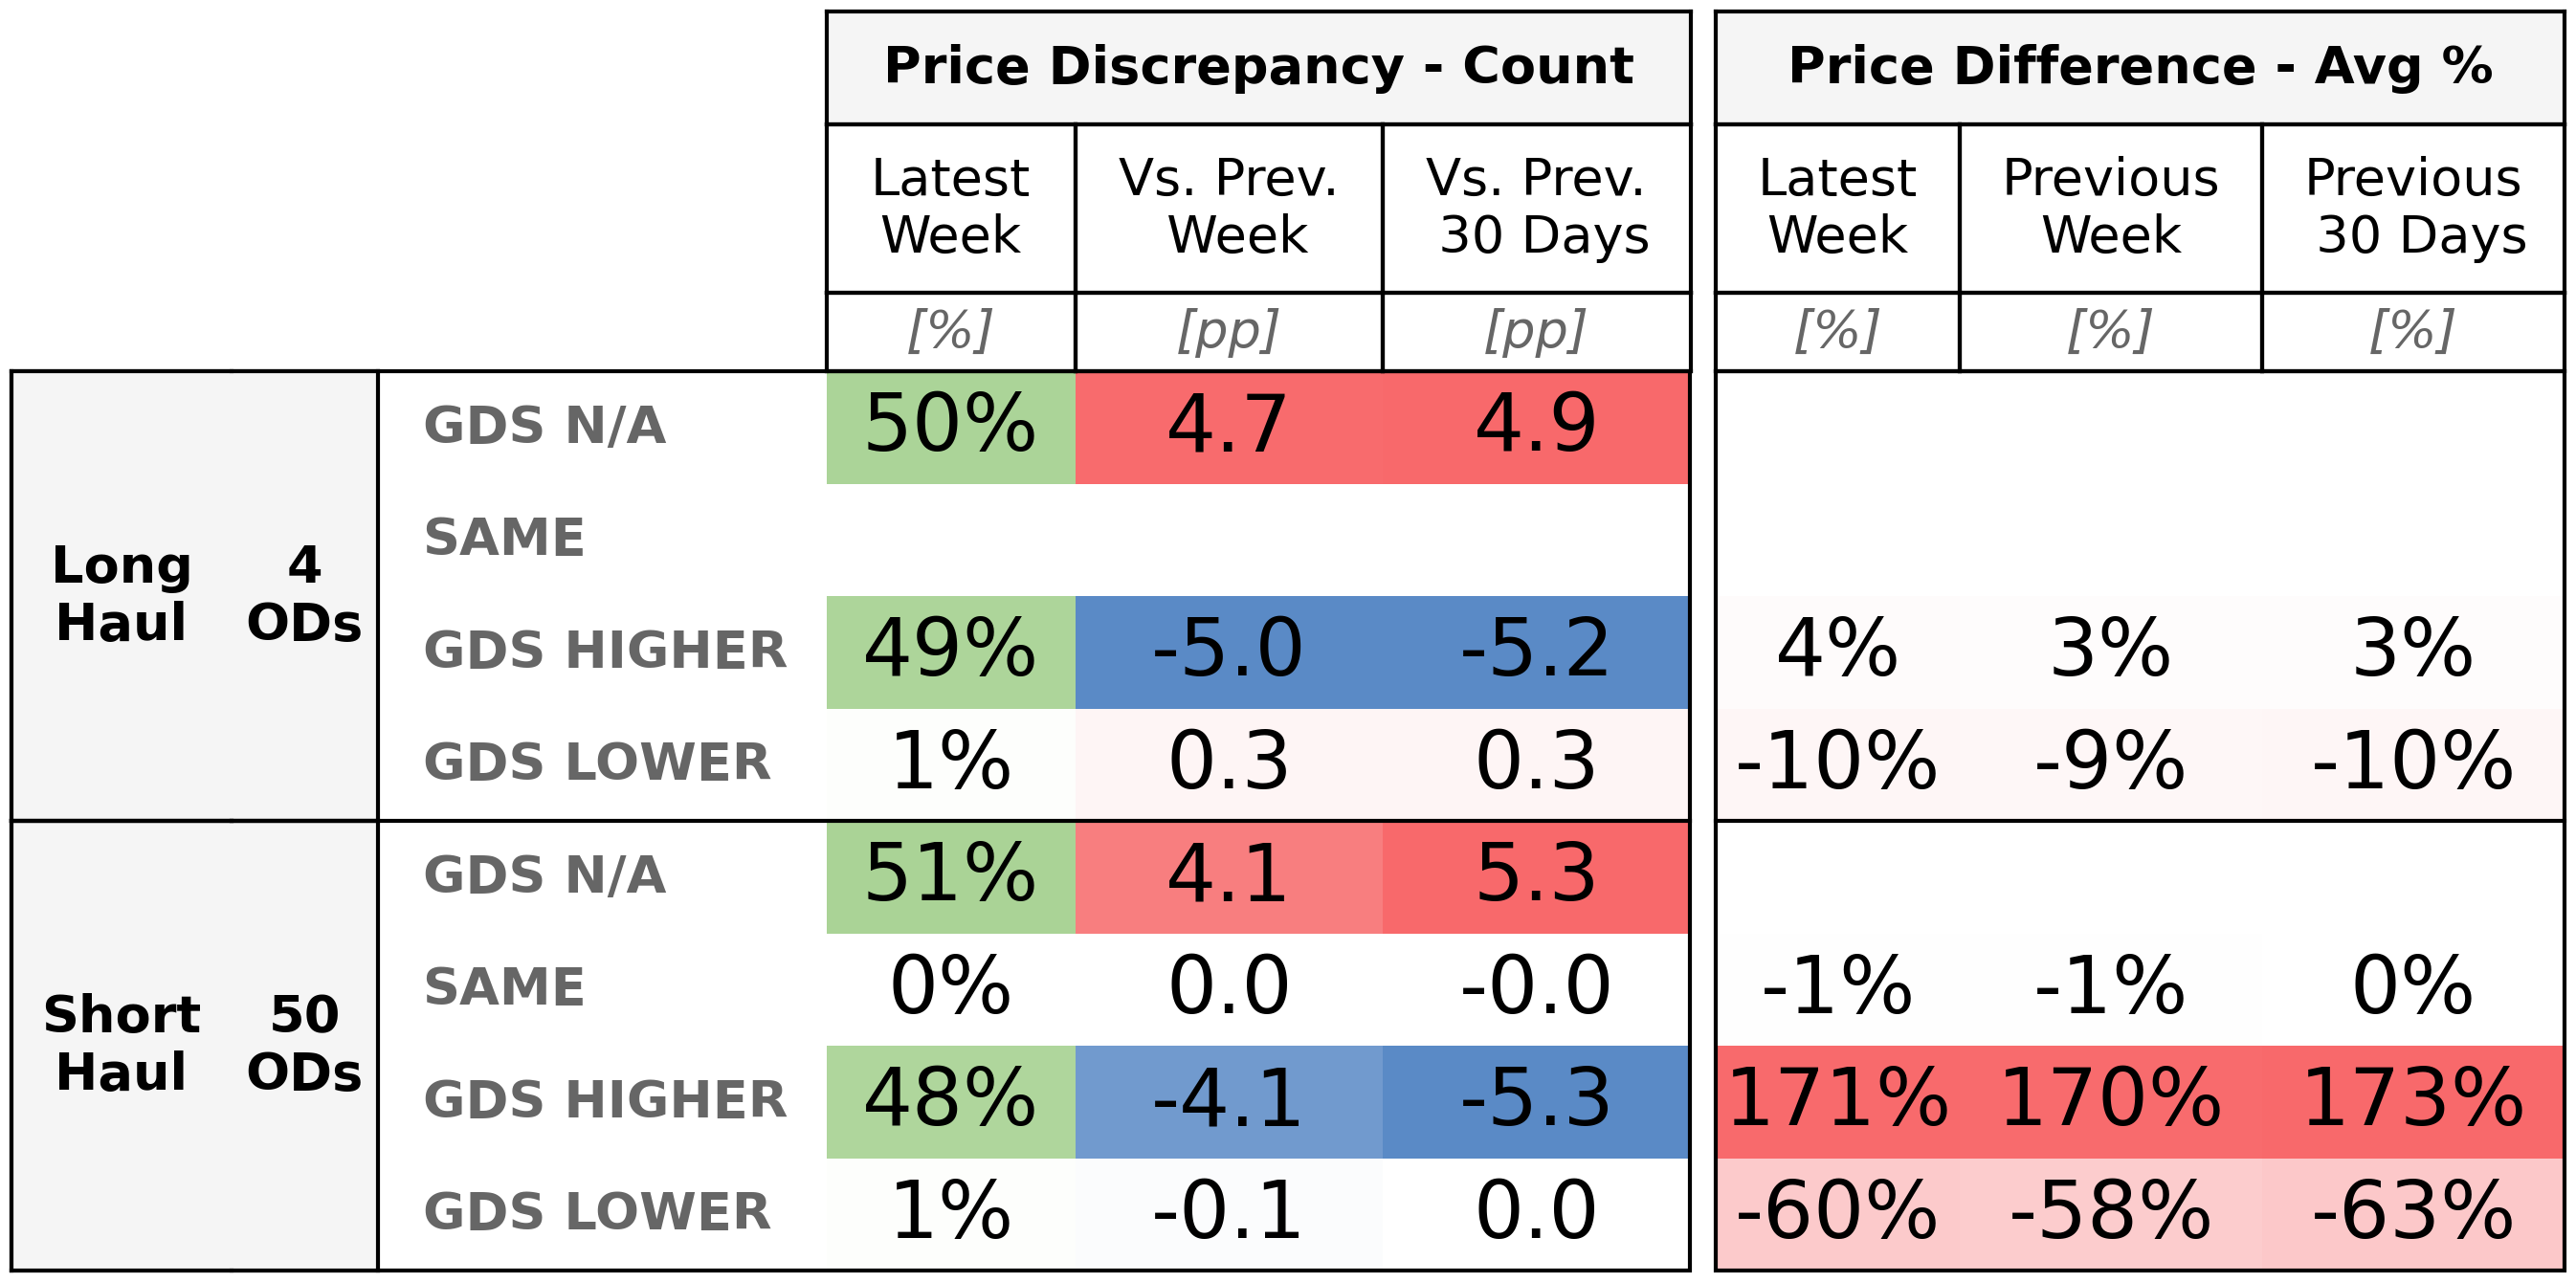 Price Discrepancy - Count Price Difference - Avg %
Latest Week Vs. Prev. Week Vs. Prev. 30 Days Latest Week Previous Week Previous 30 Days
[%] [pp] [pp] [%] [%] [%]
Long Haul 4 ODs
GDS N/A 50% 4.7 4.9
SAME
GDS HIGHER 49% -5.0 -5.2 4% 3% 3%
GDS LOWER 1% 0.3 0.3 -10% -9% -10%
Short Haul 50 ODs
GDS N/A 51% 4.1 5.3
SAME 0% 0.0 -0.0 -1% -1% 0%
GDS HIGHER 48% -4.1 -5.3 171% 170% 173%
GDS LOWER 1% -0.1 0.0 -60% -58% -63%